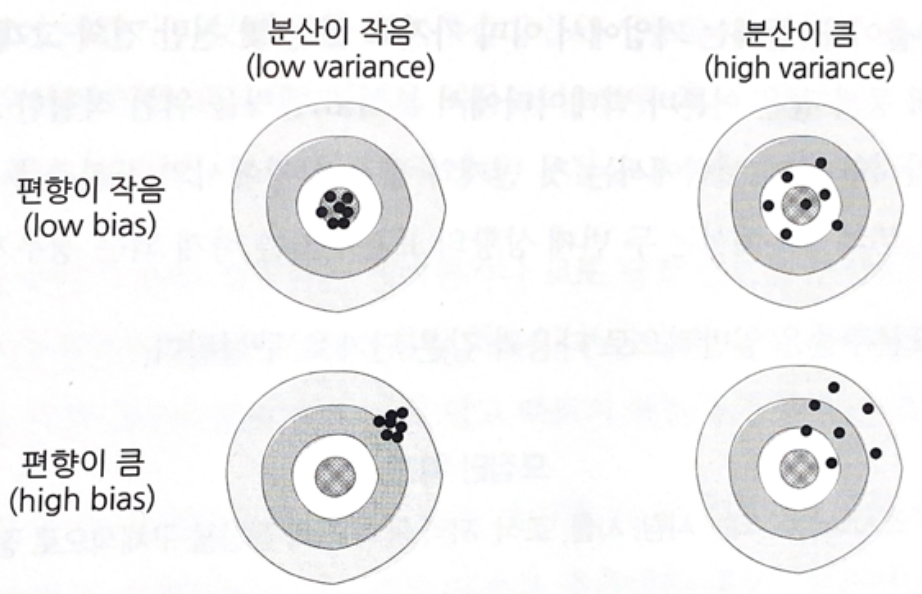 분산이 작음
(low variance)
분산이 큼
(high variance)
편향이 작음
(low bias)
편향이 큼
(high bias)